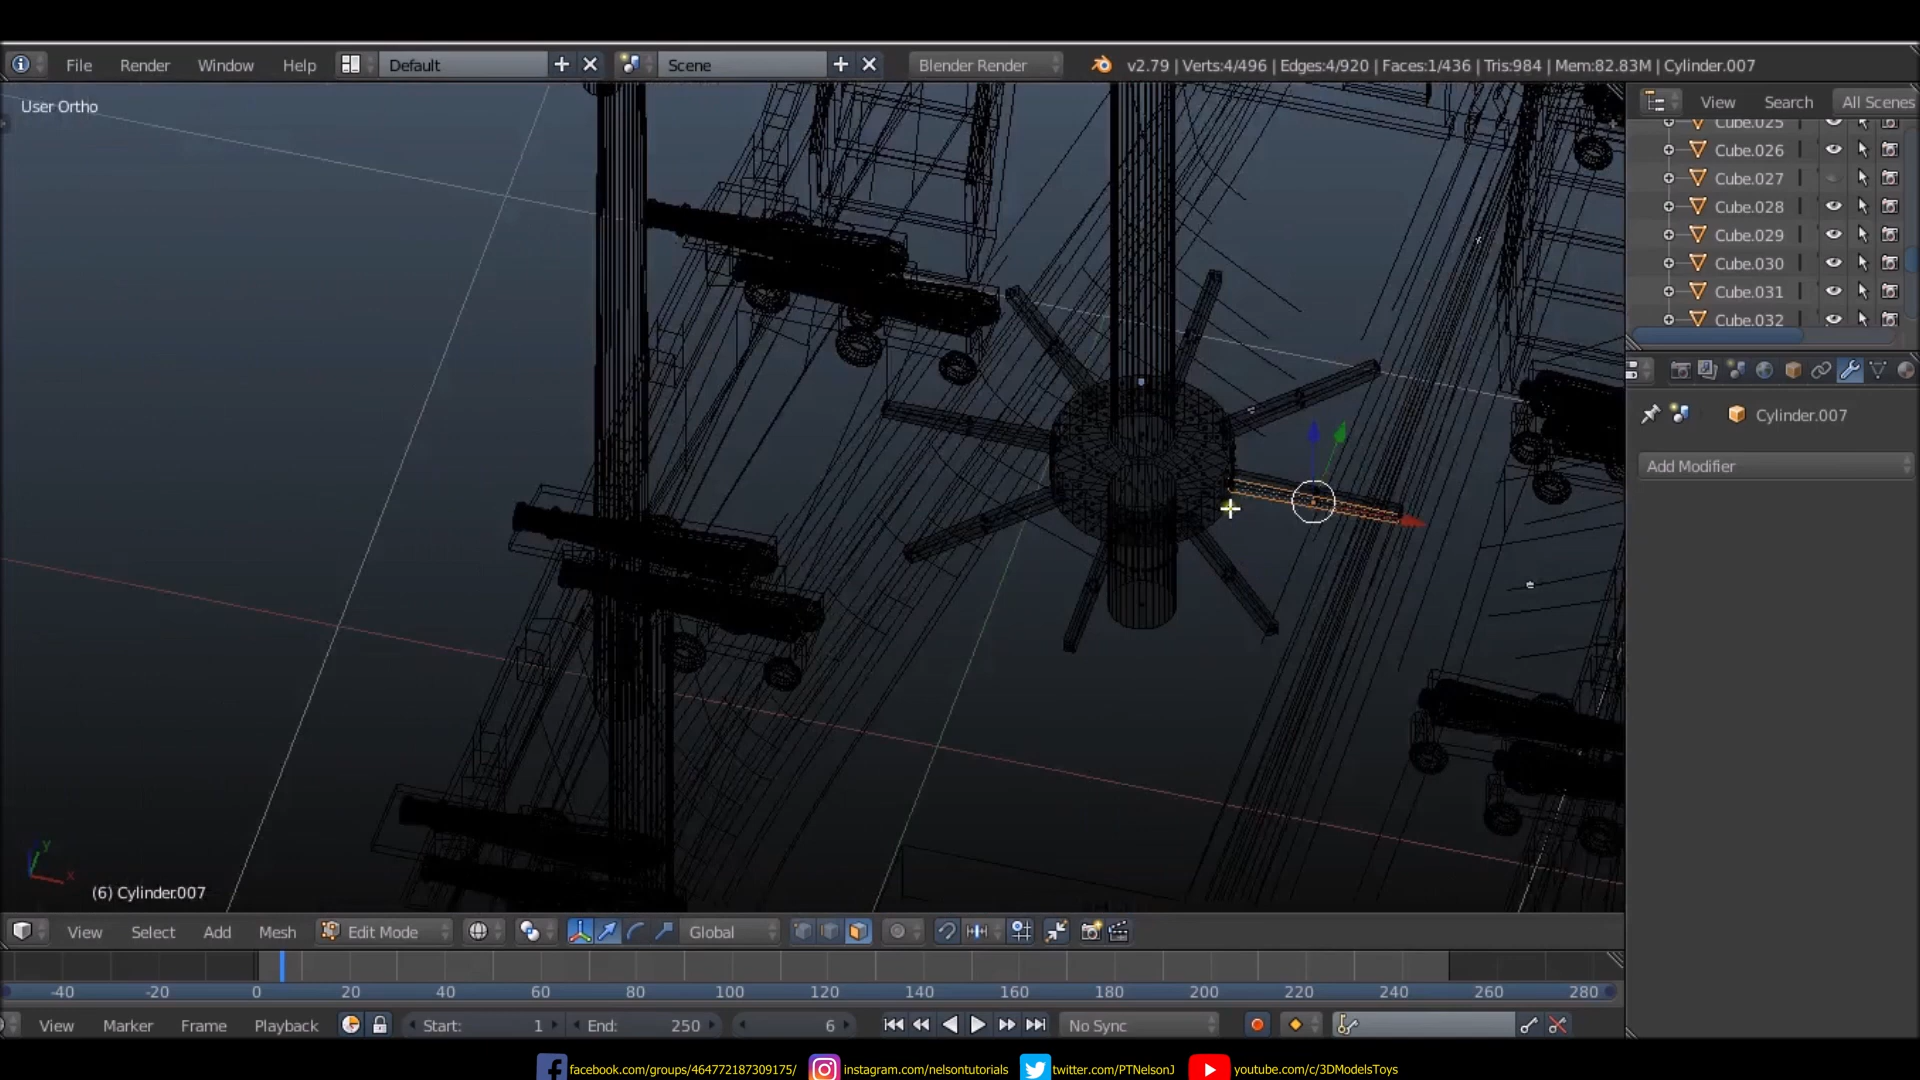 File Render Window Help Default Scene Blender Render v2.79 | Verts:4/496 | Edges:4/920 | Faces:1/436 | Tris:984 | Mem:82.83M | Cylinder.007
User Ortho
View Search All Scenes
Cube.025
Cube.026
Cube.027
Cube.028
Cube.029
Cube.030
Cube.031
Cube.032
Cylinder.007
Add Modifier
y
x
(6) Cylinder.007
View Select Add Mesh Edit Mode Global
-40 -20 0 20 40 60 80 100 120 140 160 180 200 220 240 260 280
View Marker Frame Playback Start: 1 End: 250 6 No Sync
facebook.com/groups/464772187309175/ instagram.com/nelsontutorials twitter.com/PTNelsonJ youtube.com/c/3DModelsToys